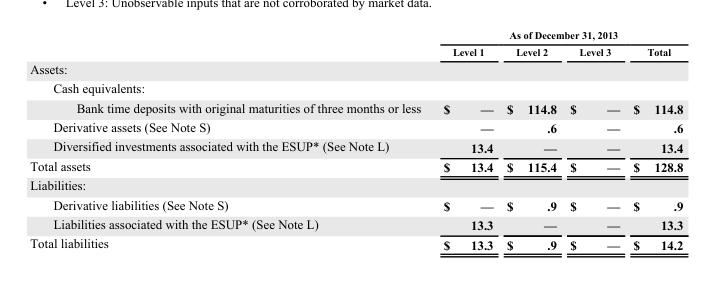 • Level 3: Unobservable inputs that are not corroborated by market data.
As of December 31, 2013
Level 1 Level 2 Level 3 Total
Assets:
Cash equivalents:
Bank time deposits with original maturities of three months or less $ — $ 114.8 $ — $ 114.8
Derivative assets (See Note S) — .6 — .6
Diversified investments associated with the ESUP* (See Note L) 13.4 — — 13.4
Total assets $ 13.4 $ 115.4 $ — $ 128.8
Liabilities:
Derivative liabilities (See Note S) $ — $ .9 $ — $ .9
Liabilities associated with the ESUP* (See Note L) 13.3 — — 13.3
Total liabilities $ 13.3 $ .9 $ — $ 14.2